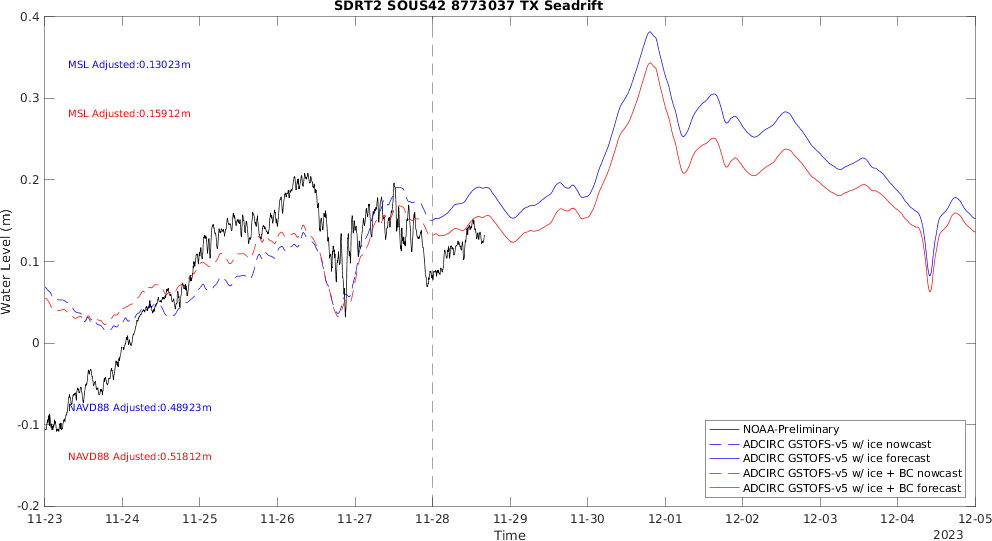 SDRT2 SOUS42 8773037 TX Seadrift
0.4
0.3
0.2
0.1
0
-0.1
-0.2
Water Level (m)
MSL Adjusted:0.13023m
MSL Adjusted:0.15912m
NAVD88 Adjusted:0.48923m
NAVD88 Adjusted:0.51812m
NOAA-Preliminary
ADCIRC GSTOFS-v5 w/ ice nowcast
ADCIRC GSTOFS-v5 w/ ice forecast
ADCIRC GSTOFS-v5 w/ ice + BC nowcast
ADCIRC GSTOFS-v5 w/ ice + BC forecast
11-23 11-24 11-25 11-26 11-27 11-28 11-29 11-30 12-01 12-02 12-03 12-04 12-05
Time
2023